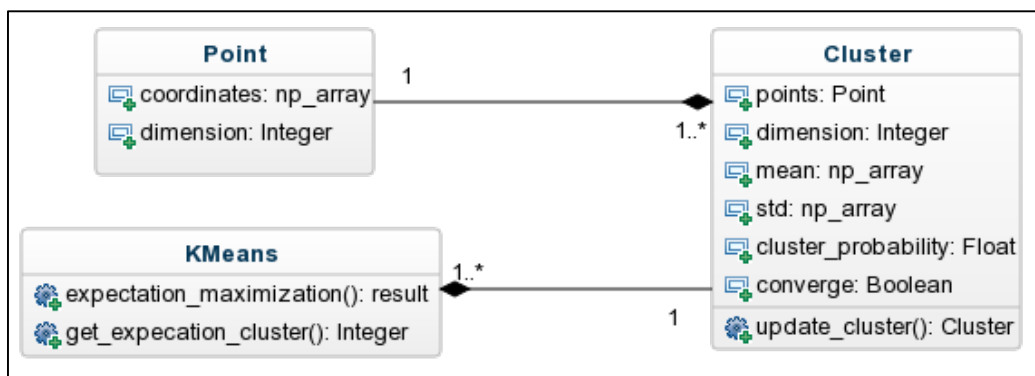 Point
coordinates: np_array
dimension: Integer
1
1..*
Cluster
points: Point
dimension: Integer
mean: np_array
std: np_array
cluster_probability: Float
converge: Boolean
update_cluster(): Cluster
KMeans
expectation_maximization(): result
get_expecation_cluster(): Integer
1..*
1